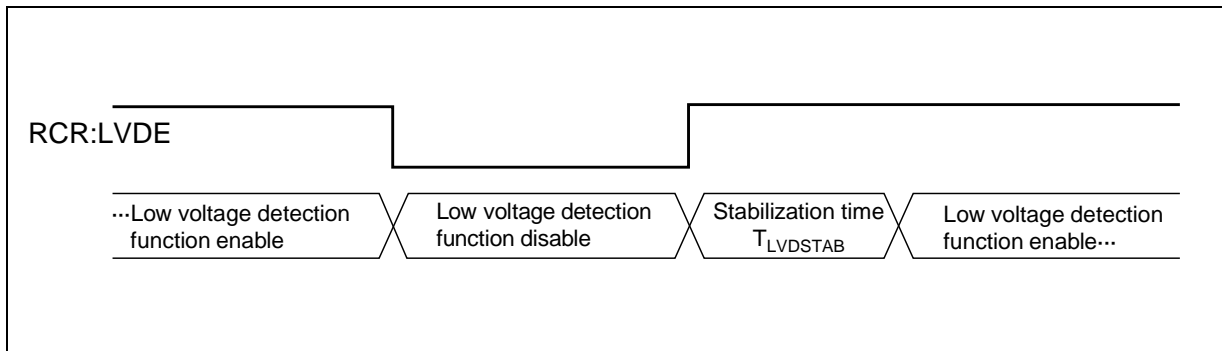 RCR:LVDE
···Low voltage detection
function enable
Low voltage detection
function disable
Stabilization time
TLVDSTAB
Low voltage detection
function enable···